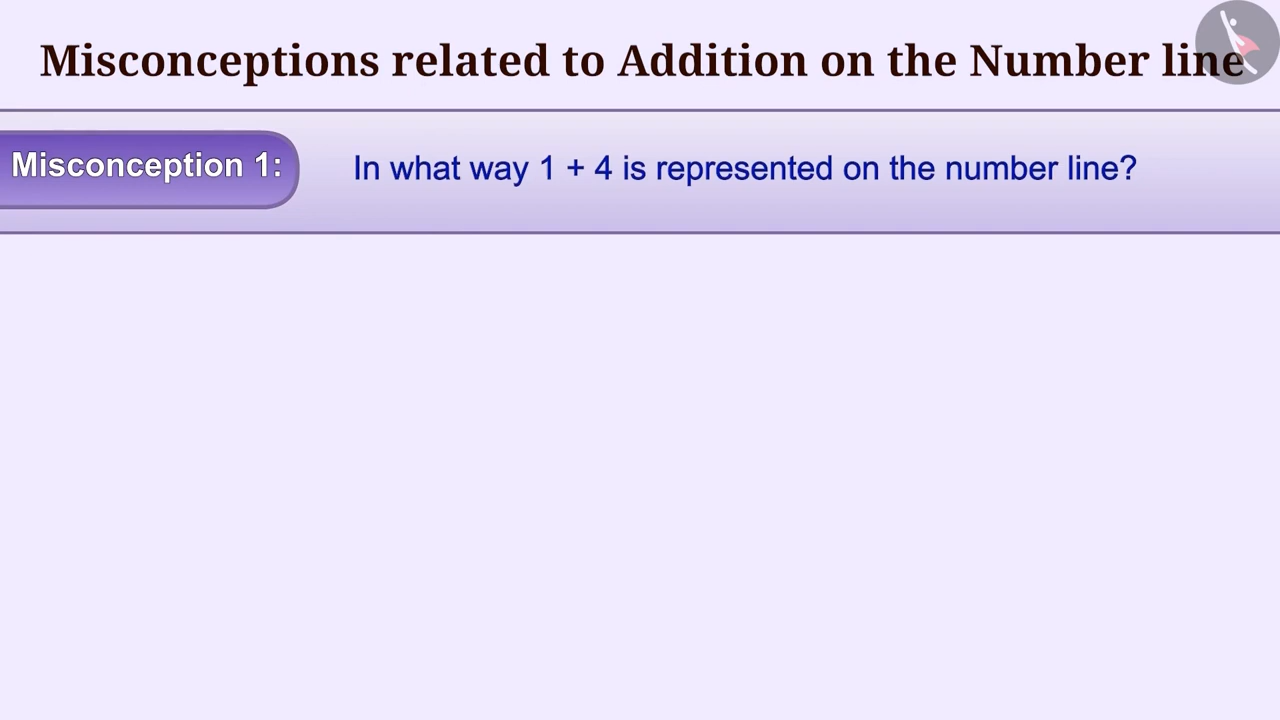 Misconceptions related to Addition on the Number line
Misconception 1:
In what way 1 + 4 is represented on the number line?